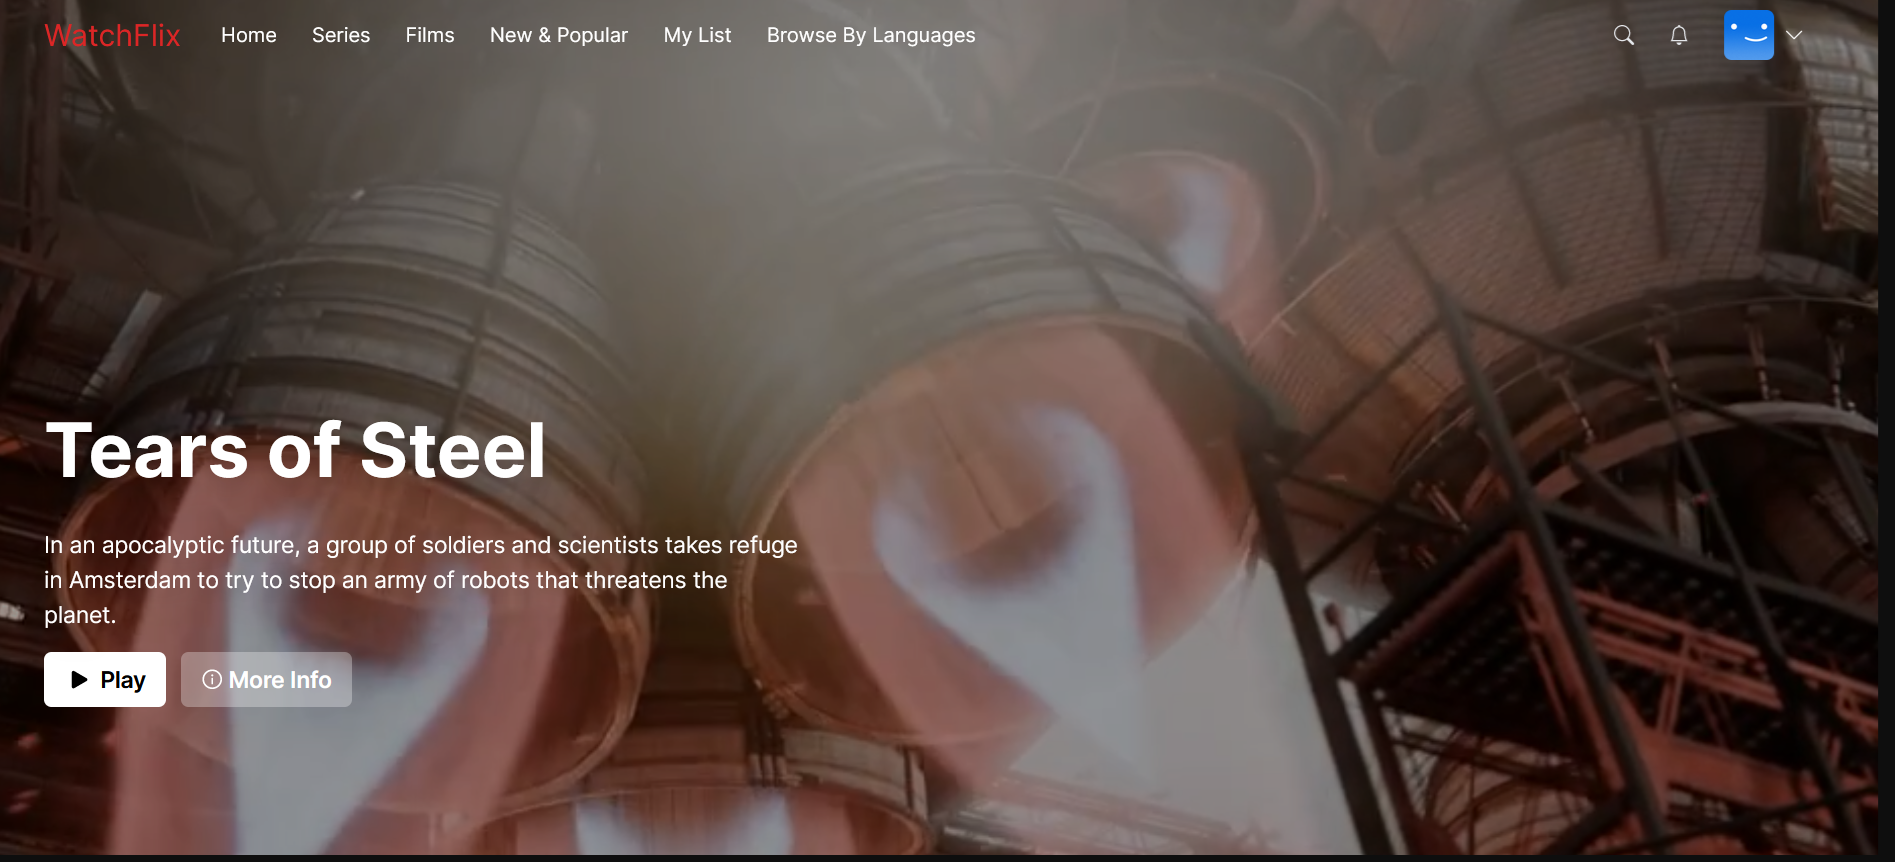 WatchFlix
Home
Series
Films
New & Popular
My List
Browse By Languages
Tears of Steel
In an apocalyptic future, a group of soldiers and scientists takes refuge
in Amsterdam to try to stop an army of robots that threatens the
planet.
Play
More Info